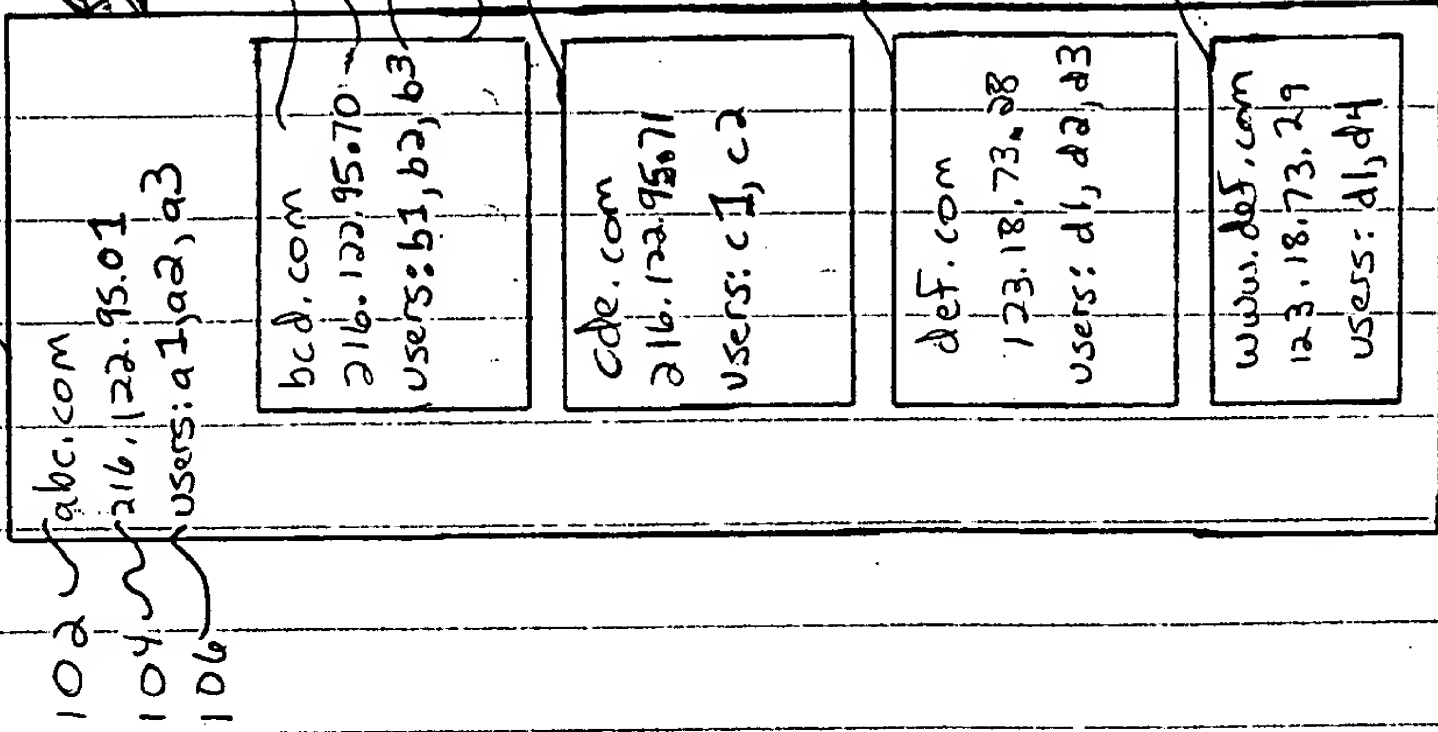 102 abc.com
104 216.122.95.01
106 users: a1, a2, a3
bcd.com
216.122.95.70
users: b1, b2, b3
cde.com
216.122.95.71
users: c1, c2
def.com
123.18.73.28
users: d1, d2, d3
www.def.com
123.18.73.29
users: d1, d4